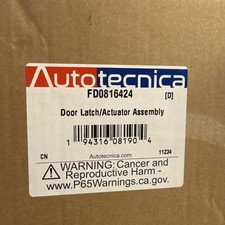 Autotecnica
FD0816424 [D]
Door Latch/Actuator Assembly
1 94316 08190 4
CN Autotecnica.com 11234
WARNING: Cancer and
Reproductive Harm -
www.P65Warnings.ca.gov.